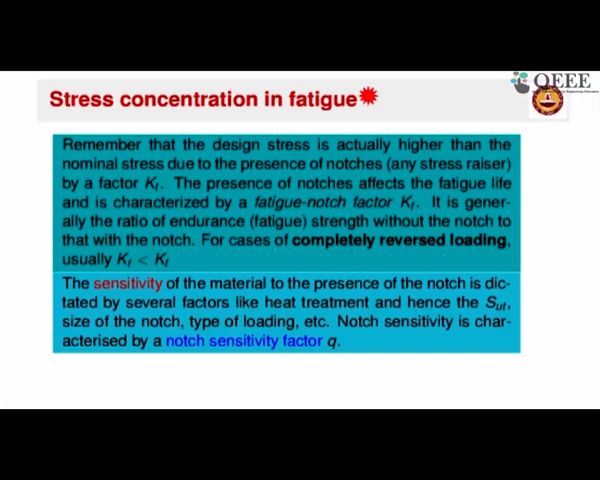 QEEE
Stress concentration in fatigue
Remember that the design stress is actually higher than the
nominal stress due to the presence of notches (any stress raiser)
by a factor Kt. The presence of notches affects the fatigue life
and is characterized by a fatigue-notch factor Kf. It is gener-
ally the ratio of endurance (fatigue) strength without the notch to
that with the notch. For cases of completely reversed loading,
usually Kf < Kt
The sensitivity of the material to the presence of the notch is dic-
tated by several factors like heat treatment and hence the Sut,
size of the notch, type of loading, etc. Notch sensitivity is char-
acterised by a notch sensitivity factor q.